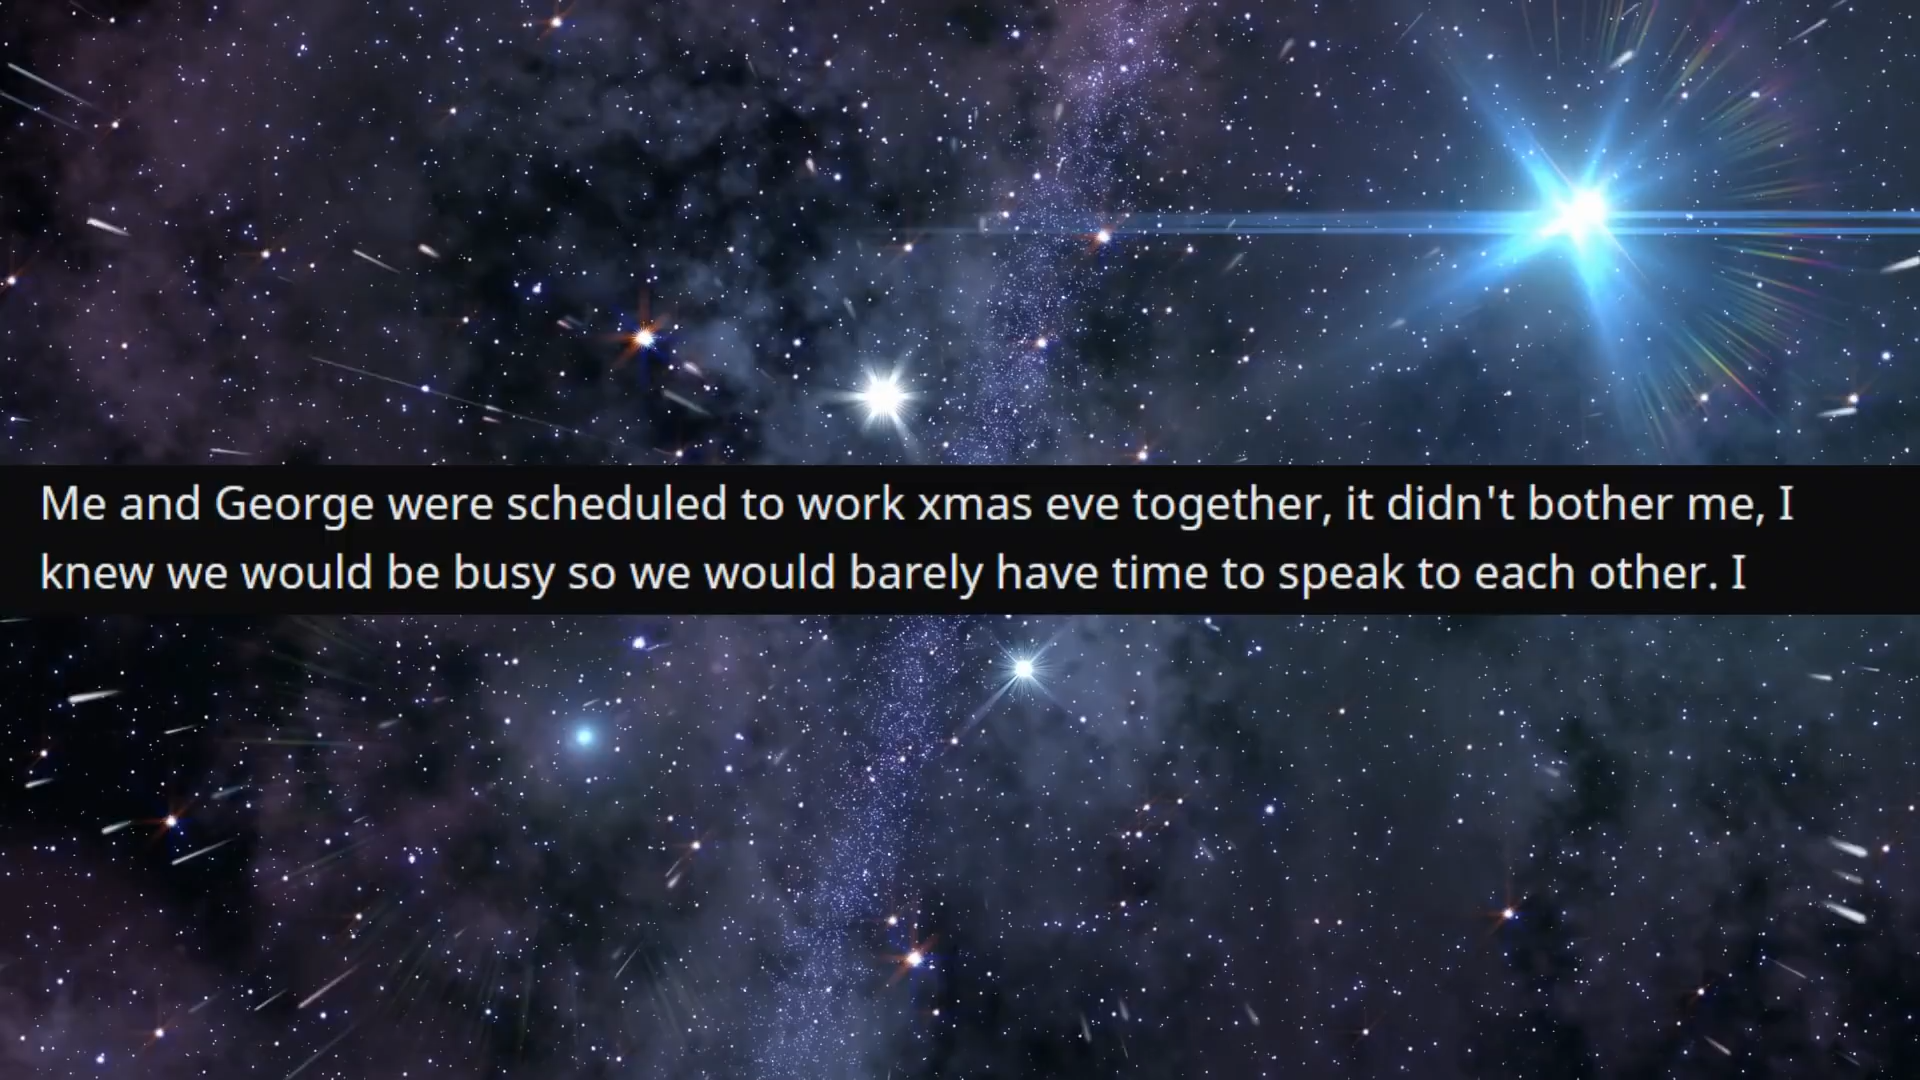 Me and George were scheduled to work xmas eve together, it didn't bother me, I
knew we would be busy so we would barely have time to speak to each other. I